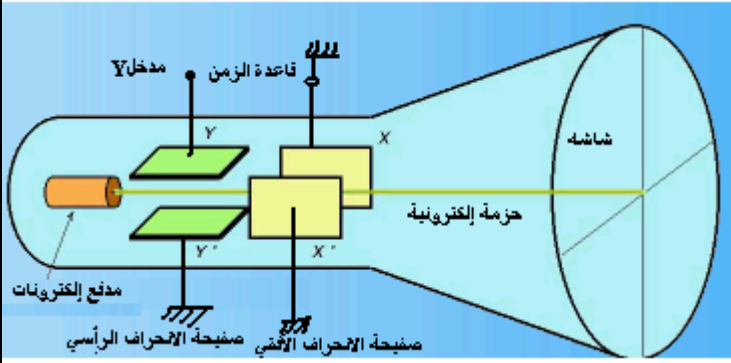 قاعدة الزمن
مدخلY
Y
X
شاشه
حزمة إلكترونية
Y'
X'
مدفع إلكترونات
صفيحة الانحراف الأفقي
صفيحة الانحراف الرأسي